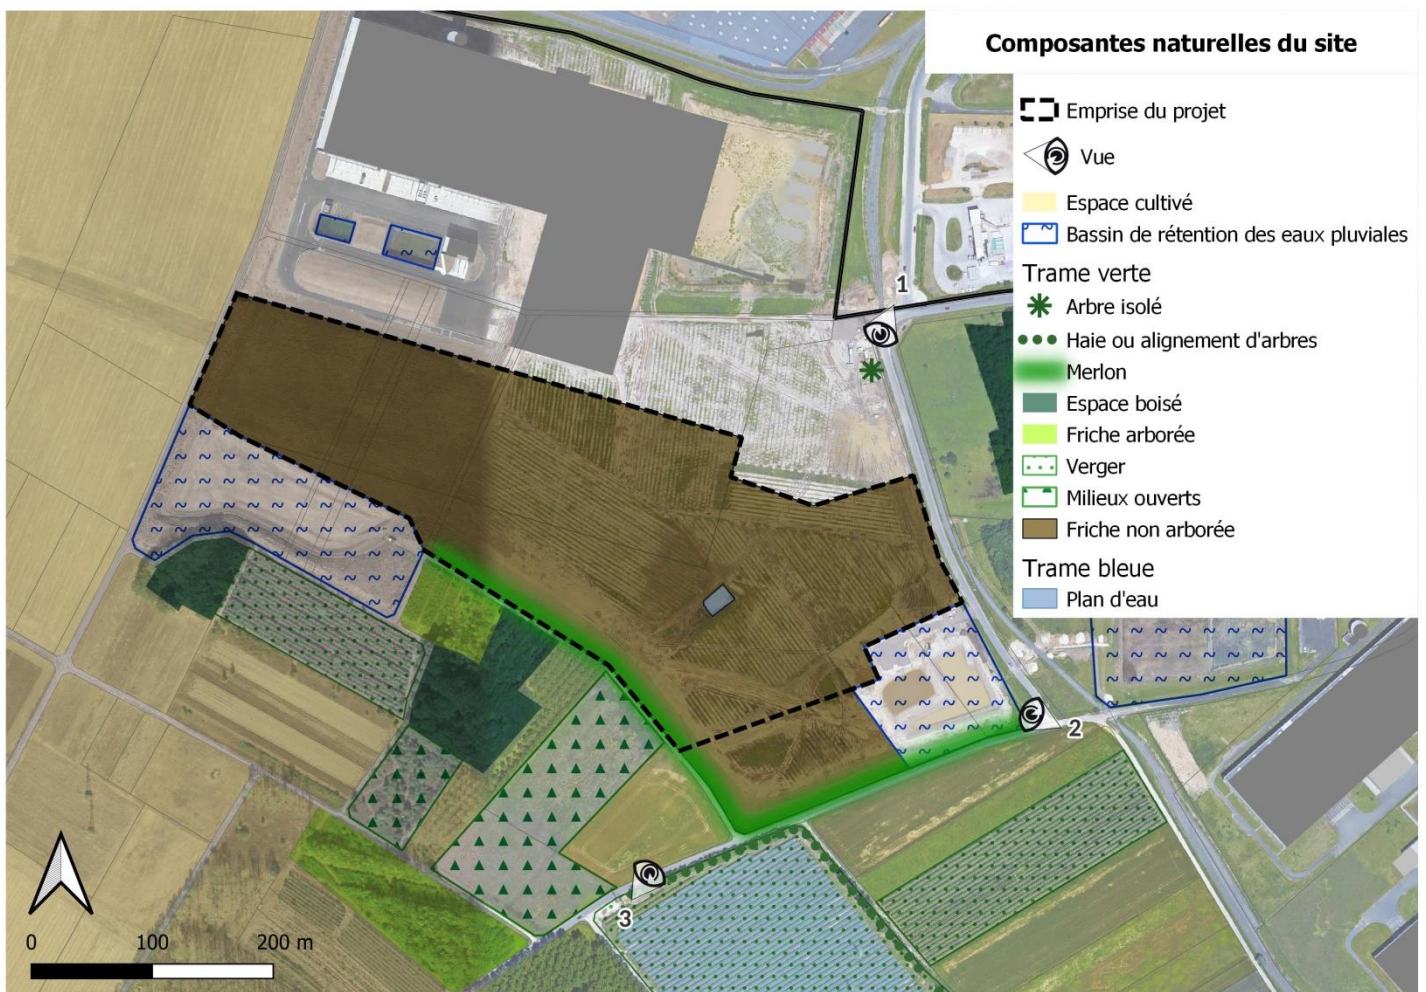 Composantes naturelles du site
Emprise du projet
Vue
Espace cultivé
Bassin de rétention des eaux pluviales
Trame verte
Arbre isolé
Haie ou alignement d'arbres
Merlon
Espace boisé
Friche arborée
Verger
Milieux ouverts
Friche non arborée
Trame bleue
Plan d'eau
1
2
3
0 100 200 m